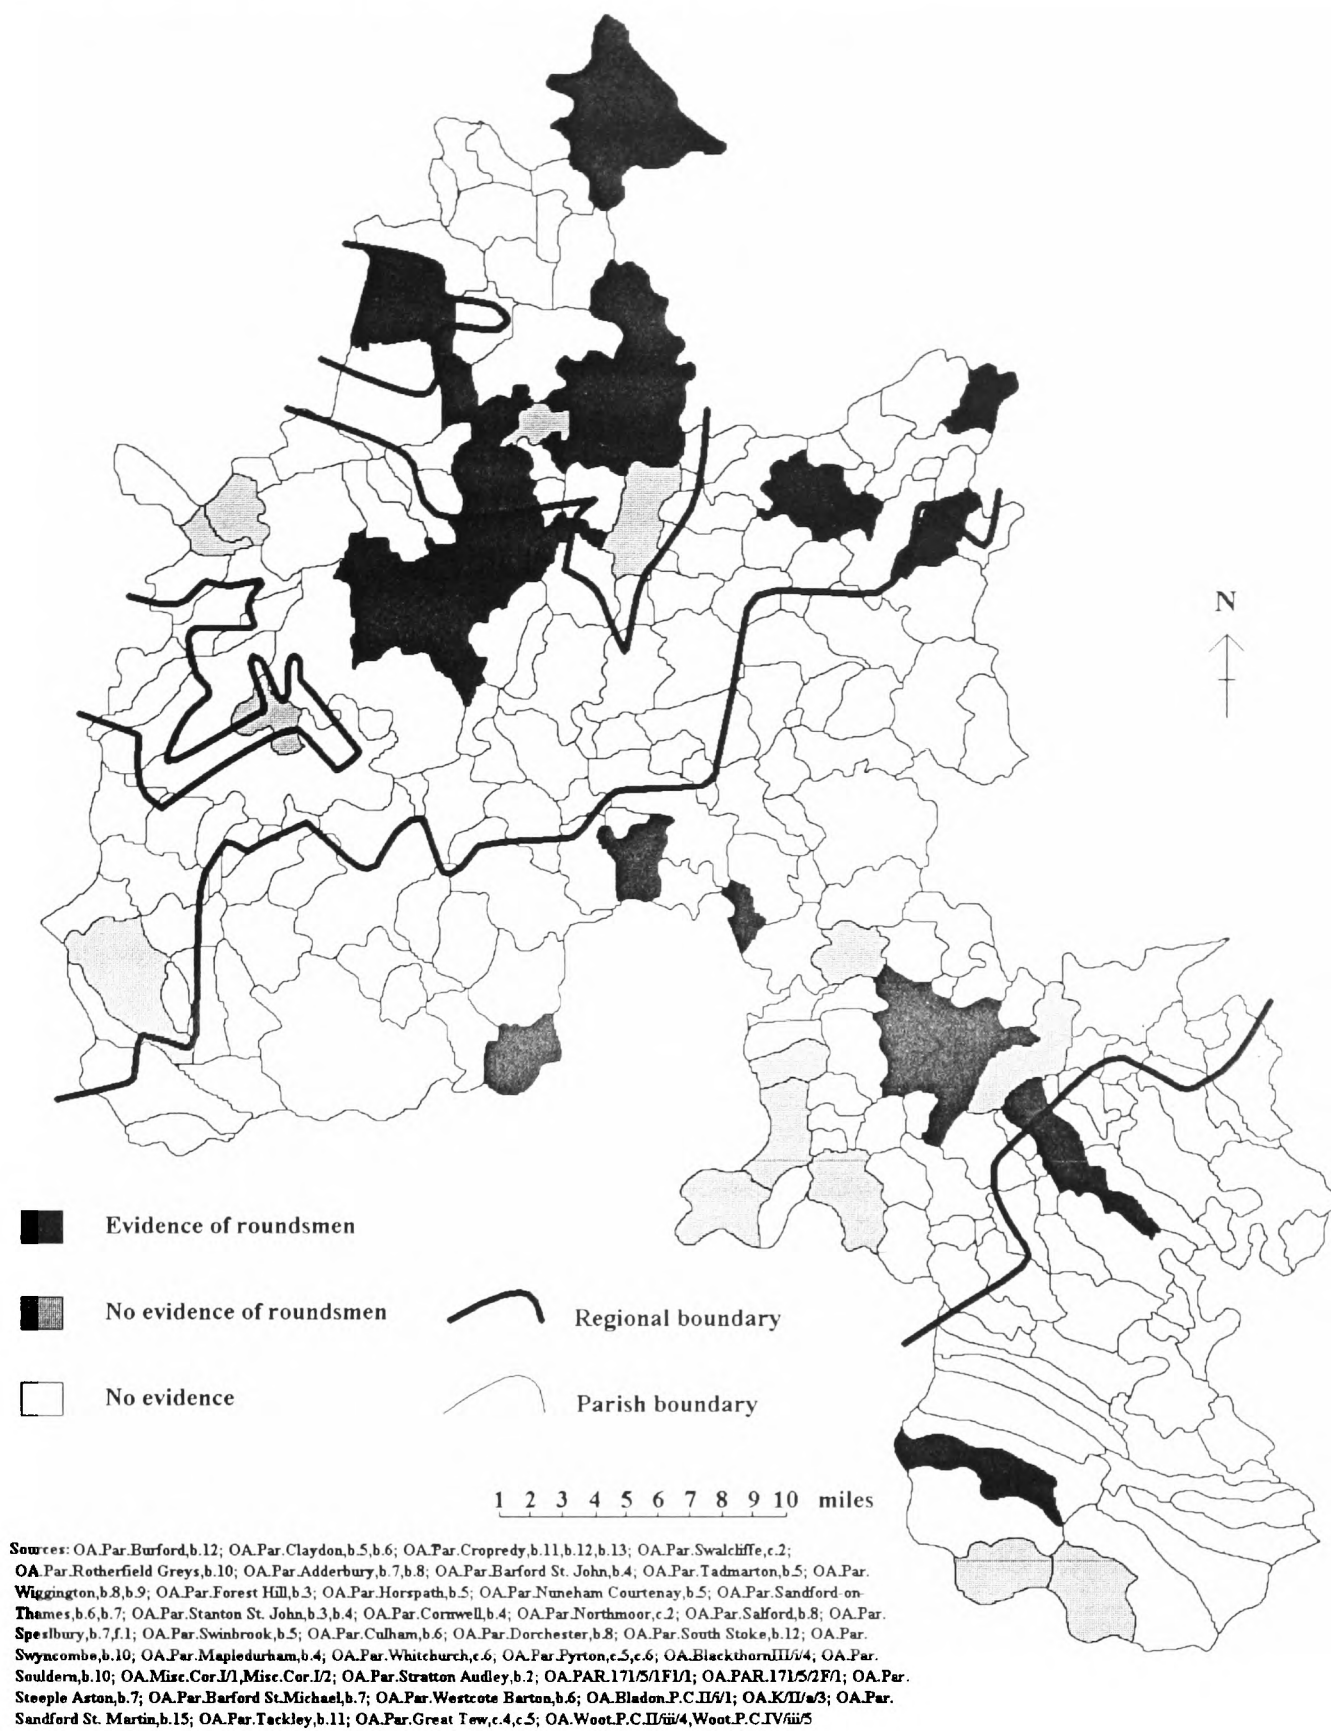 N
Evidence of roundsmen
No evidence of roundsmen
Regional boundary
No evidence
Parish boundary
1 2 3 4 5 6 7 8 9 10 miles
Sources: OA.Par.Burford,b.12; OA.Par.Claydon,b.5,b.6; OA.Par.Cropredy,b.11,b.12,b.13; OA.Par.Swalcliffe,c.2;
OA.Par.Rotherfield Greys,b.10; OA.Par.Adderbury,b.7,b.8; OA.Par.Barford St. John,b.4; OA.Par.Tadmarton,b.5; OA.Par.
Wiggington,b.8,b.9; OA.Par.Forest Hill,b.3; OA.Par.Horspath,b.5; OA.Par.Nuneham Courtenay,b.5; OA.Par.Sandford-on-
Thames,b.6,b.7; OA.Par.Stanton St. John,b.3,b.4; OA.Par.Cornwell,b.4; OA.Par.Northmoor,c.2; OA.Par.Salford,b.8; OA.Par.
Speslbury,b.7,f.1; OA.Par.Swinbrook,b.5; OA.Par.Culham,b.6; OA.Par.Dorchester,b.8; OA.Par.South Stoke,b.12; OA.Par.
Swyncombe,b.10; OA.Par.Mapledurham,b.4; OA.Par.Whitchurch,c.6; OA.Par.Pyrton,c.5,c.6; OA.BlackthornIII/i/4; OA.Par.
Souldern,b.10; OA.Misc.Cor.I/1,Misc.Cor.I/2; OA.Par.Stratton Audley,b.2; OA.PAR.171/5/1F1/1; OA.PAR.171/5/2F/1; OA.Par.
Steeple Aston,b.7; OA.Par.Barford St.Michael,b.7; OA.Par.Westcote Barton,b.6; OA.Bladon.P.C.II/i/1; OA.K/II/a/3; OA.Par.
Sandford St. Martin,b.15; OA.Par.Tackley,b.11; OA.Par.Great Tew,c.4,c.5; OA.Woot.P.C.II/iii/4,Woot.P.C.IV/iii/5